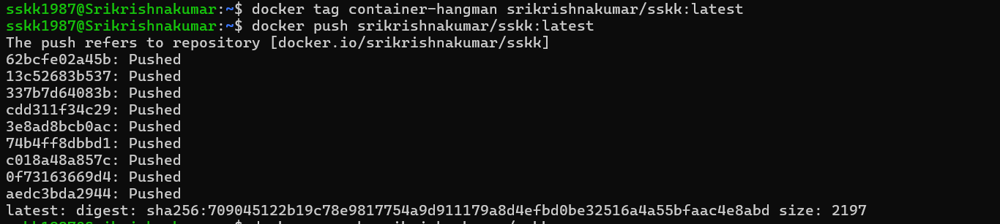 sskk1987@Srikrishnakumar:~$ docker tag container-hangman srikrishnakumar/sskk:latest
sskk1987@Srikrishnakumar:~$ docker push srikrishnakumar/sskk:latest
The push refers to repository [docker.io/srikrishnakumar/sskk]
62bcfe02a45b: Pushed
13c52683b537: Pushed
337b7d64083b: Pushed
cdd311f34c29: Pushed
3e8ad8bcb0ac: Pushed
74b4ff8dbbd1: Pushed
c018a48a857c: Pushed
0f73163669d4: Pushed
aedc3bda2944: Pushed
latest: digest: sha256:709045122b19c78e9817754a9d911179a8d4efbd0be32516a4a55bfaac4e8abd size: 2197